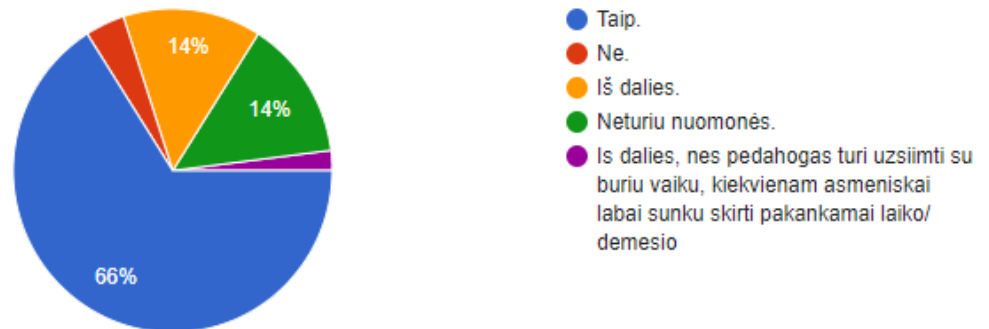 14%
14%
66%
Taip.
Ne.
Iš dalies.
Neturiu nuomonės.
Is dalies, nes pedahogas turi uzsiimti su
buriu vaiku, kiekvienam asmeniskai
labai sunku skirti pakankamai laiko/
demesio